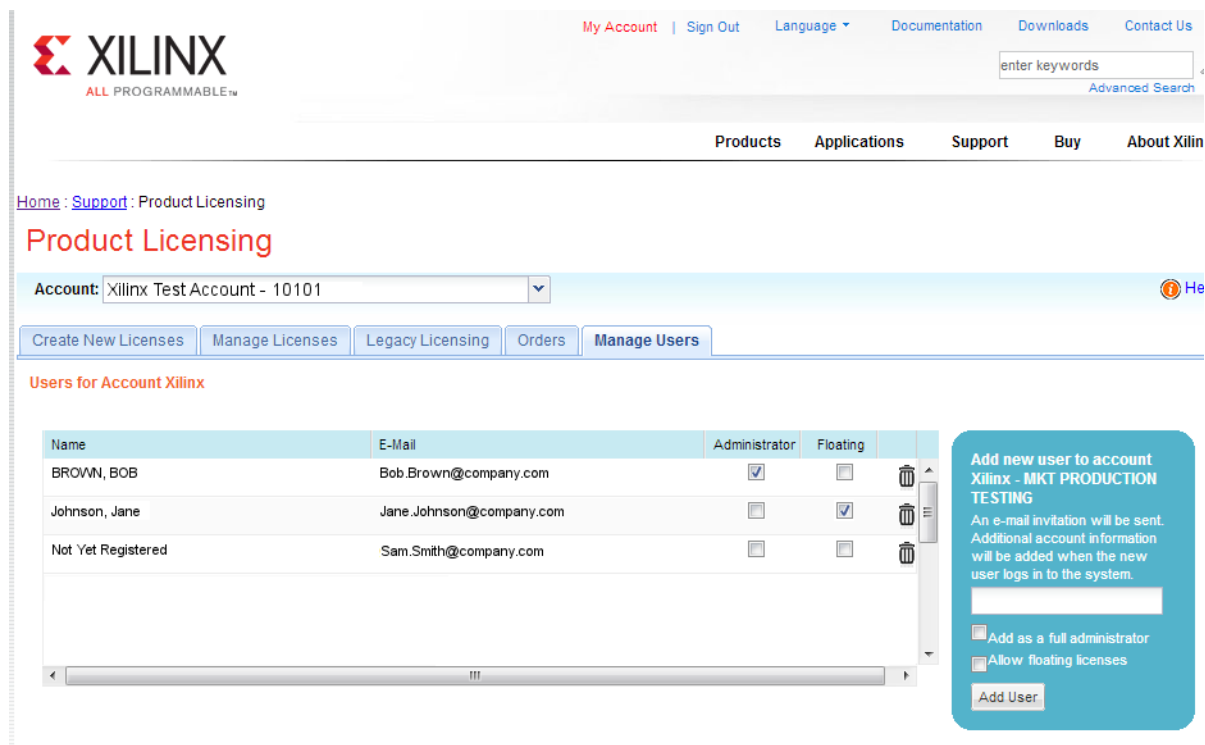 My Account | Sign Out Language Documentation Downloads Contact Us
XILINX
ALL PROGRAMMABLE™
enter keywords
Advanced Search
Products Applications Support Buy About Xilin
Home : Support : Product Licensing
Product Licensing
Account: Xilinx Test Account - 10101
He
Create New Licenses Manage Licenses Legacy Licensing Orders Manage Users
Users for Account Xilinx
Name E-Mail Administrator Floating
BROWN, BOB Bob.Brown@company.com
Johnson, Jane Jane.Johnson@company.com
Not Yet Registered Sam.Smith@company.com
Add new user to account
Xilinx - MKT PRODUCTION
TESTING
An e-mail invitation will be sent.
Additional account information
will be added when the new
user logs in to the system.
Add as a full administrator
Allow floating licenses
Add User